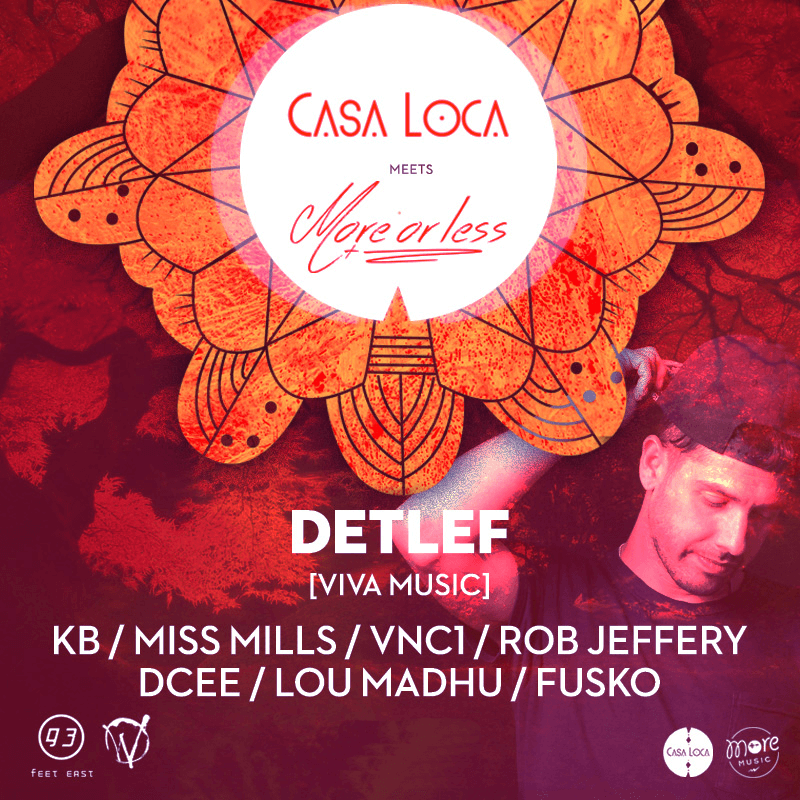 CASA LOCA
MEETS
More or less
DETLEF
[VIVA MUSIC]
KB / MISS MILLS / VNC1 / ROB JEFFERY
DCEE / LOU MADHU / FUSKO
93
feet east
V
CASA LOCA
more
MUSIC